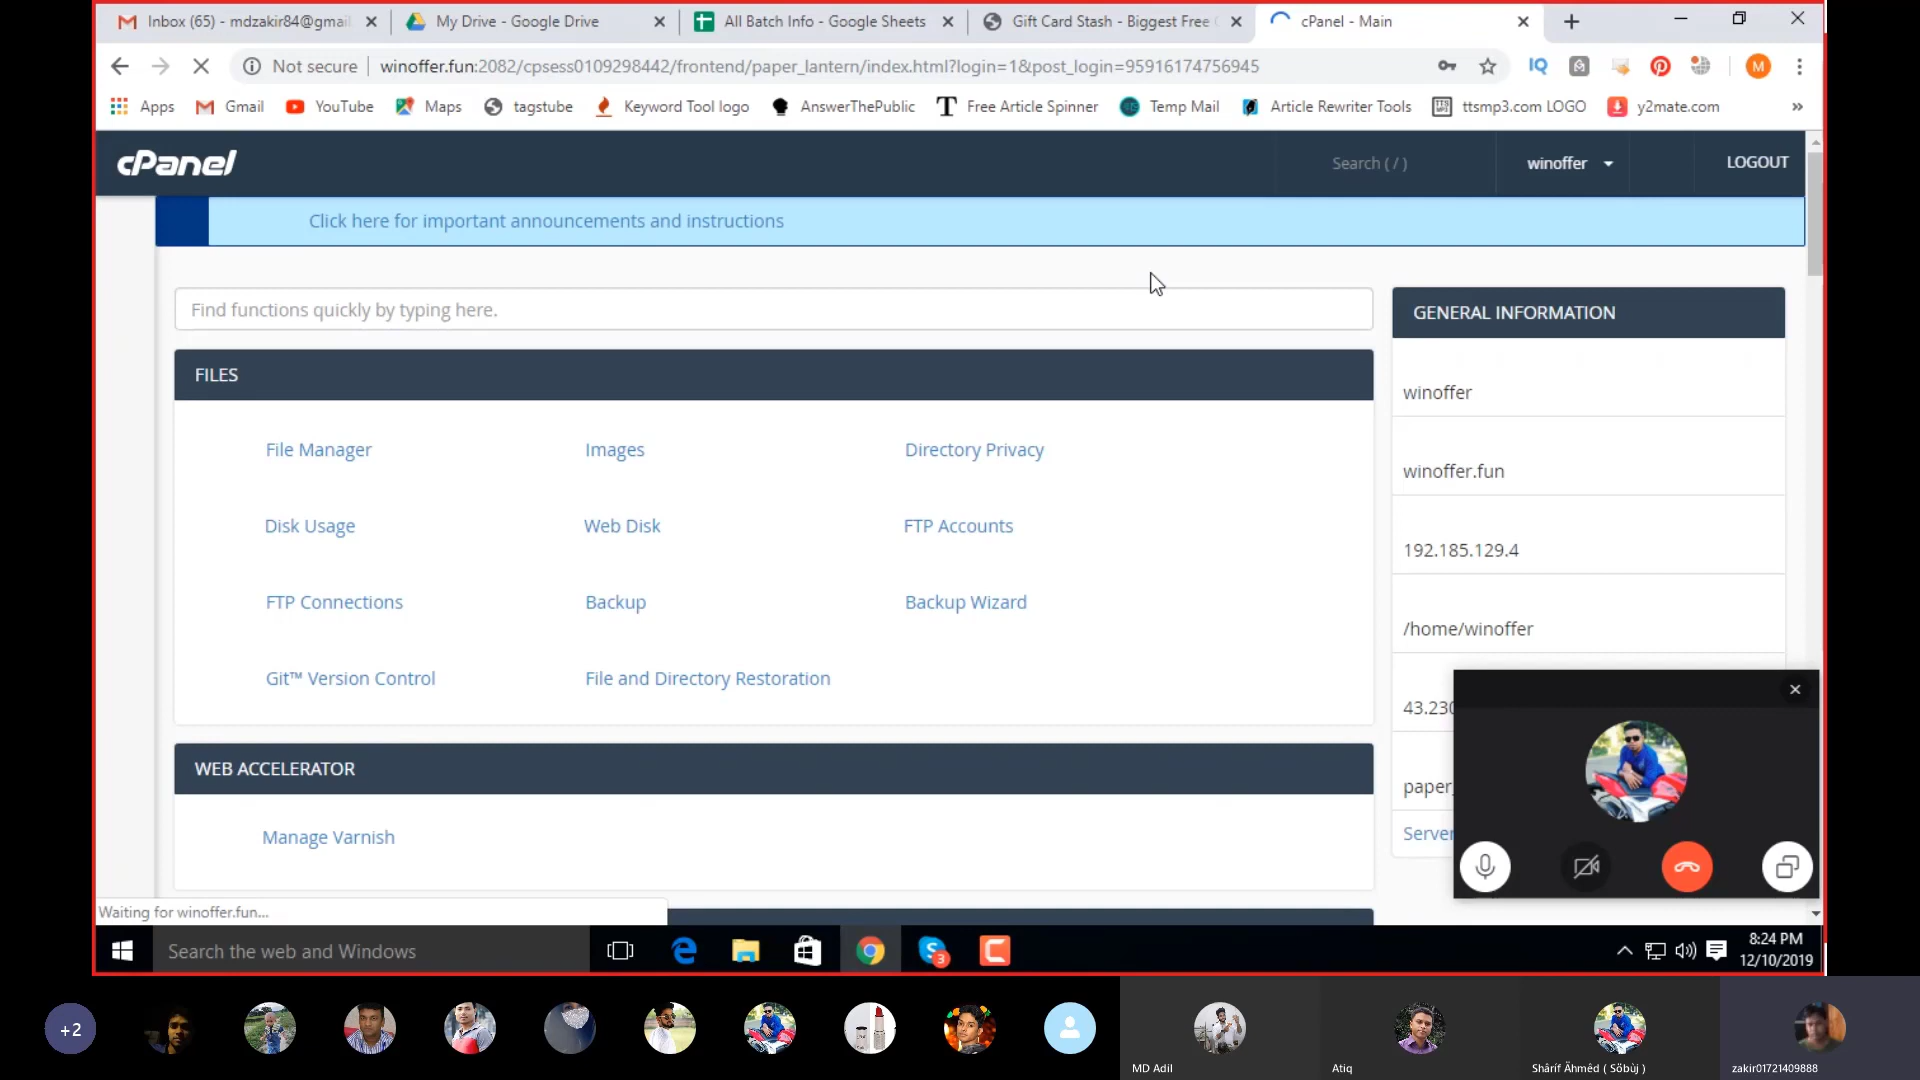 Inbox (65) - mdzakir84@gmail
My Drive - Google Drive
All Batch Info - Google Sheets
Gift Card Stash - Biggest Free
cPanel - Main
Not secure
winoffer.fun:2082/cpsess0109298442/frontend/paper_lantern/index.html?login=1&post_login=95916174756945
IQ
M
Apps
Gmail
YouTube
Maps
tagstube
Keyword Tool logo
AnswerThePublic
Free Article Spinner
Temp Mail
Article Rewriter Tools
ttsmp3.com LOGO
y2mate.com
cPanel
Search ( / )
winoffer
LOGOUT
Click here for important announcements and instructions
Find functions quickly by typing here.
GENERAL INFORMATION
FILES
winoffer
File Manager
Images
Directory Privacy
winoffer.fun
Disk Usage
Web Disk
FTP Accounts
192.185.129.4
FTP Connections
Backup
Backup Wizard
/home/winoffer
Git™ Version Control
File and Directory Restoration
43.230
WEB ACCELERATOR
paper_
Server
Manage Varnish
Waiting for winoffer.fun...
Search the web and Windows
3
8:24 PM
12/10/2019
+2
MD Adil
Atiq
Shâríf Ãhmêd ( Söbùj )
zakir01721409888